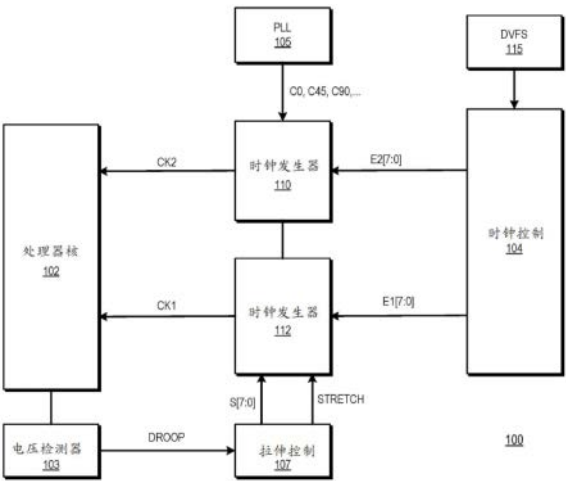 PLL
105
DVFS
115
C0, C45, C90,...
处理器核
102
CK2
时钟发生器
110
E2[7:0]
时钟控制
104
CK1
时钟发生器
112
E1[7:0]
S[7:0]
STRETCH
电压检测器
103
DROOP
拉伸控制
107
100